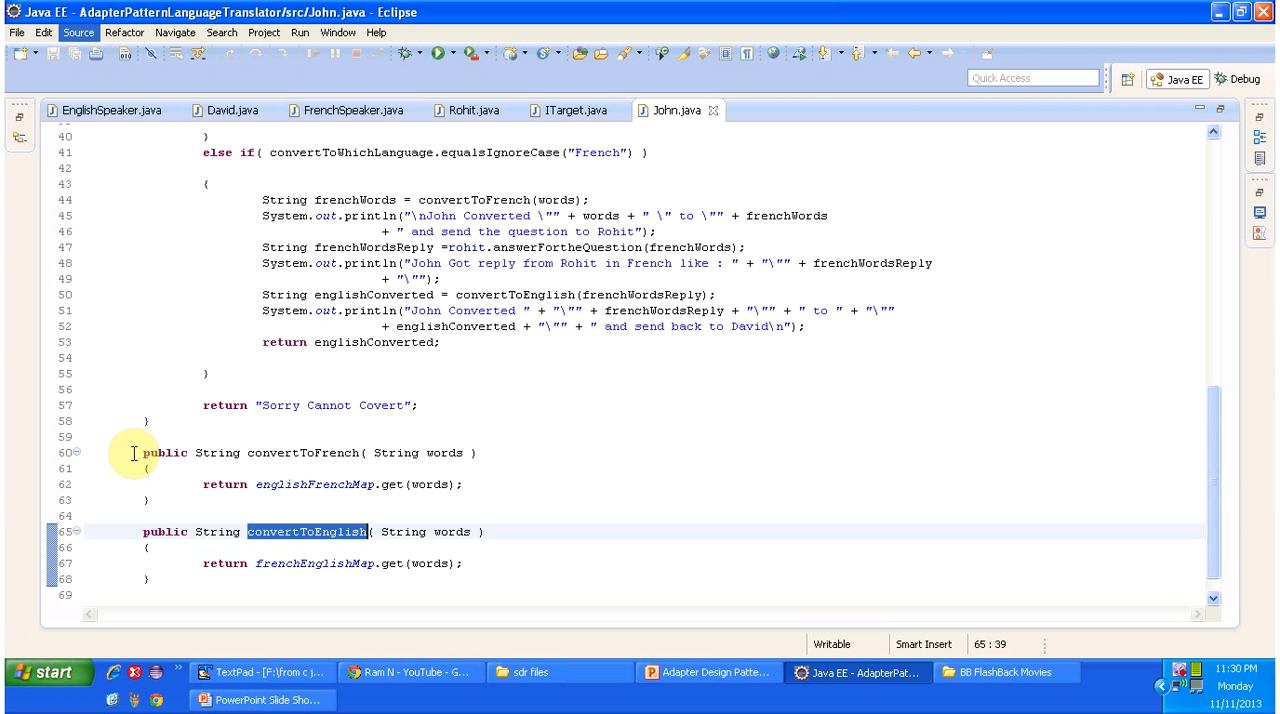 Java EE - AdapterPatternLanguageTranslator/src/John.java - Eclipse
File Edit Source Refactor Navigate Search Project Run Window Help
Quick Access
Java EE
Debug
EnglishSpeaker.java
David.java
FrenchSpeaker.java
Rohit.java
ITarget.java
John.java
40 }
41 else if( convertToWhichLanguage.equalsIgnoreCase("French") )
42
43 {
44 String frenchWords = convertToFrench(words);
45 System.out.println("\nJohn Converted \"" + words + " \" to \"" + frenchWords
46 + " and send the question to Rohit");
47 String frenchWordsReply =rohit.answerFortheQuestion(frenchWords);
48 System.out.println("John Got reply from Rohit in French like : " + "\"" + frenchWordsReply
49 + "\"");
50 String englishConverted = convertToEnglish(frenchWordsReply);
51 System.out.println("John Converted " + "\"" + frenchWordsReply + "\"" + " to " + "\""
52 + englishConverted + "\"" + " and send back to David\n");
53 return englishConverted;
54
55 }
56
57 return "Sorry Cannot Covert";
58 }
59
60 public String convertToFrench( String words )
61 {
62 return englishFrenchMap.get(words);
63 }
64
65 public String convertToEnglish( String words )
66 {
67 return frenchEnglishMap.get(words);
68 }
69
Writable
Smart Insert
65 : 39
start
TextPad - [F:\from c j...
Ram N - YouTube - G...
sdr files
Adapter Design Patte...
Java EE - AdapterPat...
BB FlashBack Movies
11:30 PM
Monday
PowerPoint Slide Sho...
11/11/2013